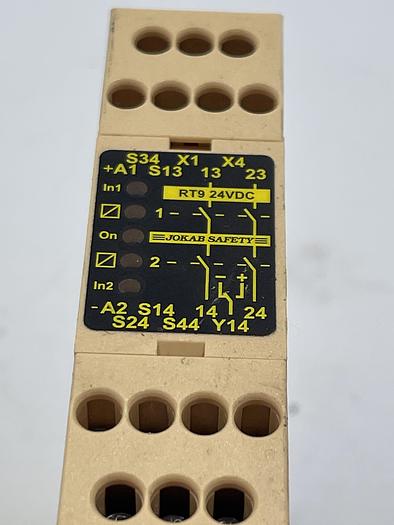 S34 X1 X4
+A1 S13 13 23
In1 RT9 24VDC
1
On JOKAB SAFETY
2
- +
In2
-A2 S14 14 24
S24 S44 Y14